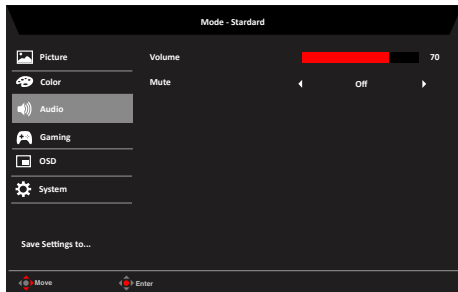 Mode - Stardard
Picture
Volume
70
Color
Mute
Off
Audio
Gaming
OSD
System
Save Settings to...
Move
Enter